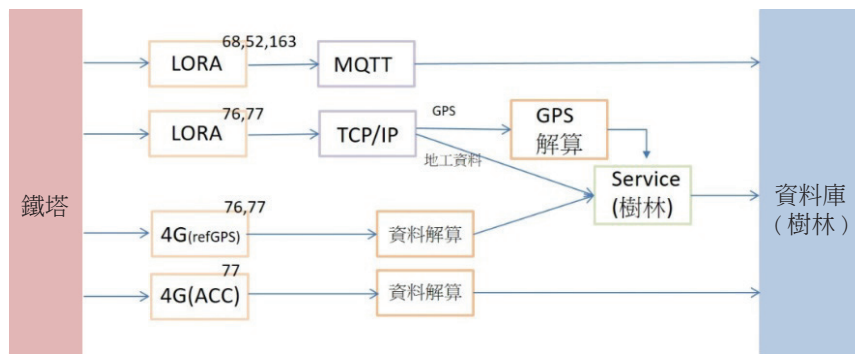 鐵塔
LORA
68,52,163
MQTT
LORA
76,77
TCP/IP
GPS
地工資料
GPS
解算
Service
(樹林)
4G(refGPS)
76,77
資料解算
4G(ACC)
77
資料解算
資料庫
(樹林)